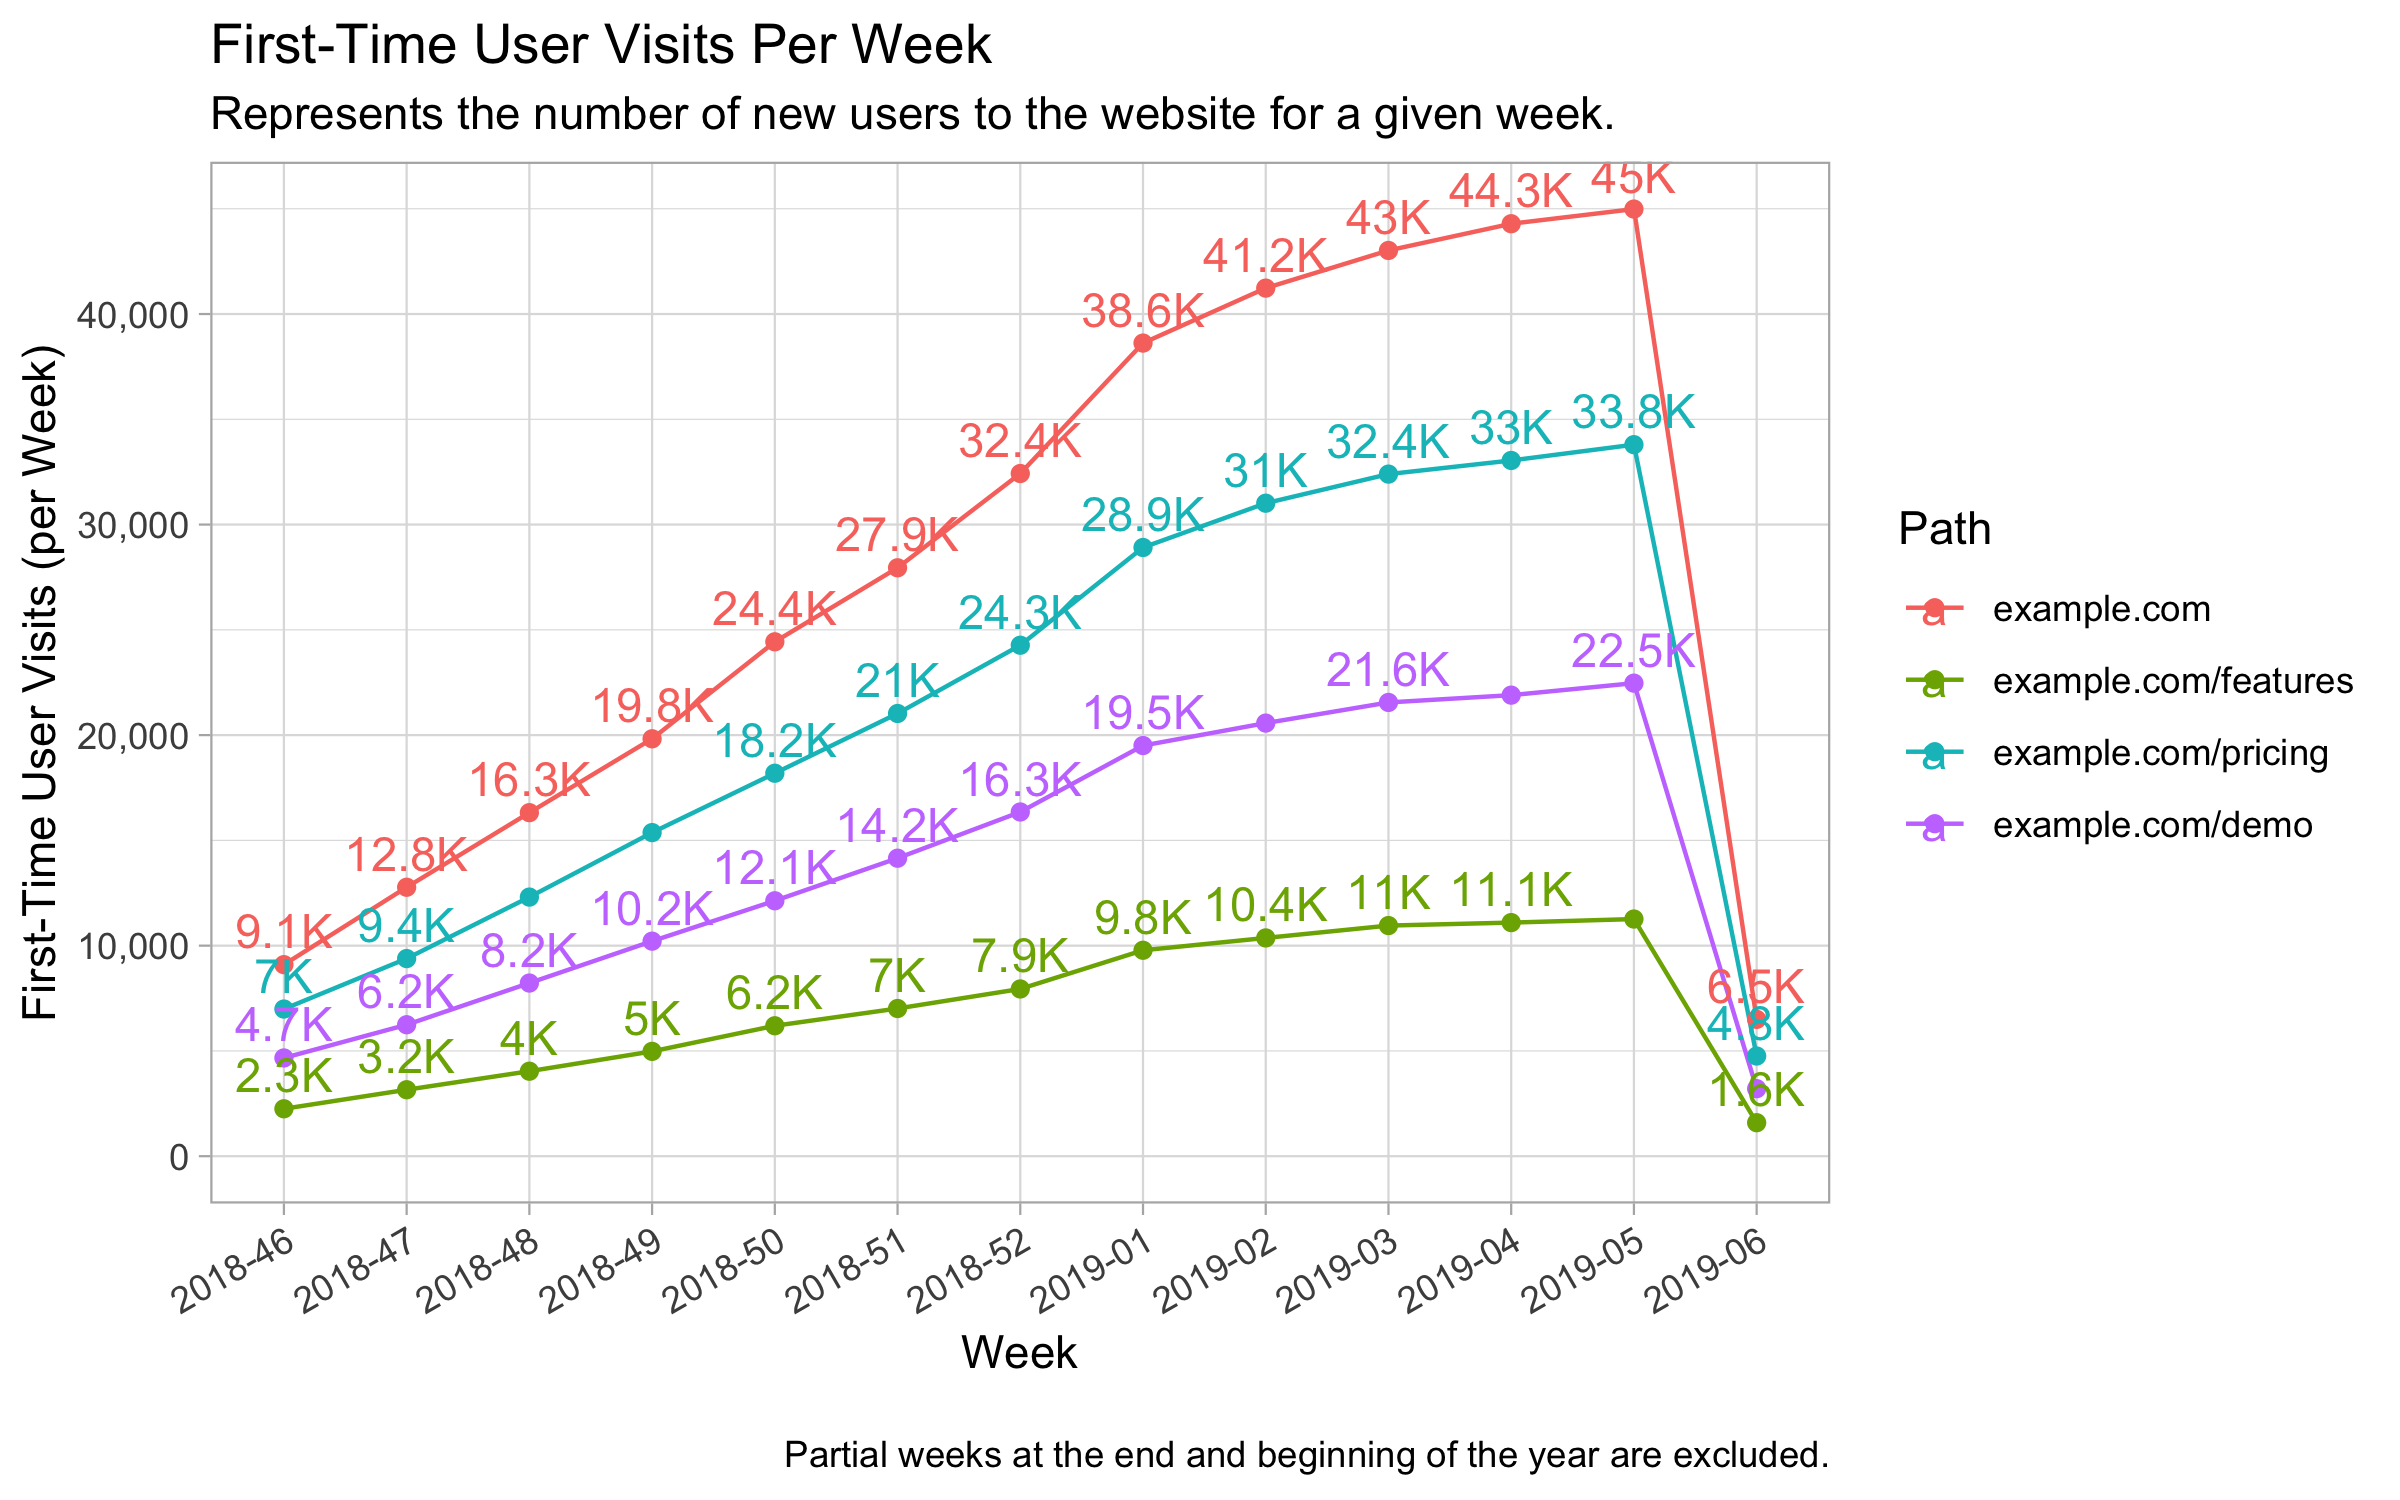 First-Time User Visits Per Week
Represents the number of new users to the website for a given week.
First-Time User Visits (per Week)
40,000
30,000
20,000
10,000
0
9.1K
12.8K
16.3K
19.8K
24.4K
27.9K
32.4K
38.6K
41.2K
43K
44.3K
45K
6.5K
7K
9.4K
18.2K
21K
24.3K
28.9K
31K
32.4K
33K
33.8K
4.8K
4.7K
6.2K
8.2K
10.2K
12.1K
14.2K
16.3K
19.5K
21.6K
22.5K
2.3K
3.2K
4K
5K
6.2K
7K
7.9K
9.8K
10.4K
11K
11.1K
1.6K
2018-46
2018-47
2018-48
2018-49
2018-50
2018-51
2018-52
2019-01
2019-02
2019-03
2019-04
2019-05
2019-06
Week
Path
a example.com
a example.com/features
a example.com/pricing
a example.com/demo
Partial weeks at the end and beginning of the year are excluded.